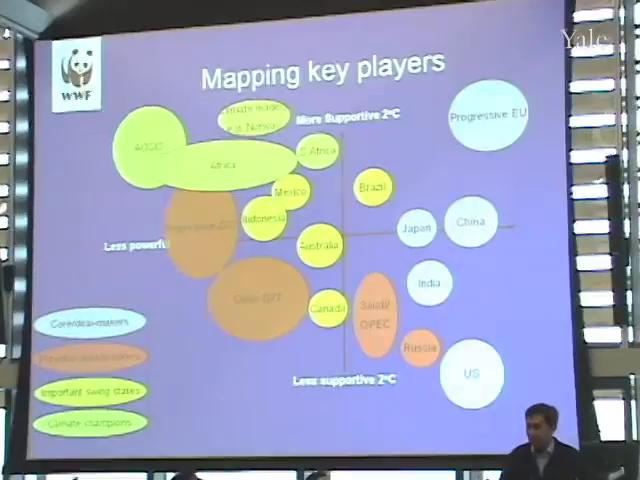 Yale
WWF
Mapping key players
More Supportive 2°C
Progressive EU
AOSIS
Africa
S.Africa
Mexico
Brazil
Indonesia
Japan
China
Less powerful
Australia
India
Other G77
Canada
Saudi/
OPEC
Russia
US
Less supportive 2°C
Core/deal-makers
Important swing states
Climate champions